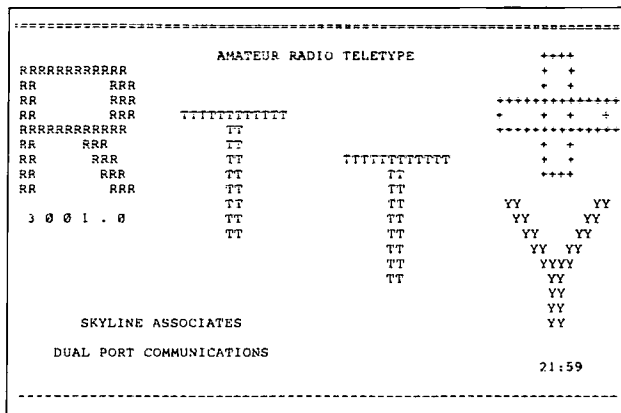 ================================================
AMATEUR RADIO TELETYPE ++++
RRRRRRRRRRRR + +
RR RRR + +
RR RRR +++++++++++++++
RR RRR TTTTTTTTTTTT + + + +
RRRRRRRRRRRR TT +++++++++++++++
RR RRR TT + +
RR RRR TT TTTTTTTTTTTT + +
RR RRR TT TT ++++
RR RRR TT TT
TT TT YY YY
3 0 0 1 . 0 TT TT YY YY
TT TT YY YY
TT YY YY
TT YYYY
TT YY
YY
YY
SKYLINE ASSOCIATES YY
DUAL PORT COMMUNICATIONS
21:59
------------------------------------------------